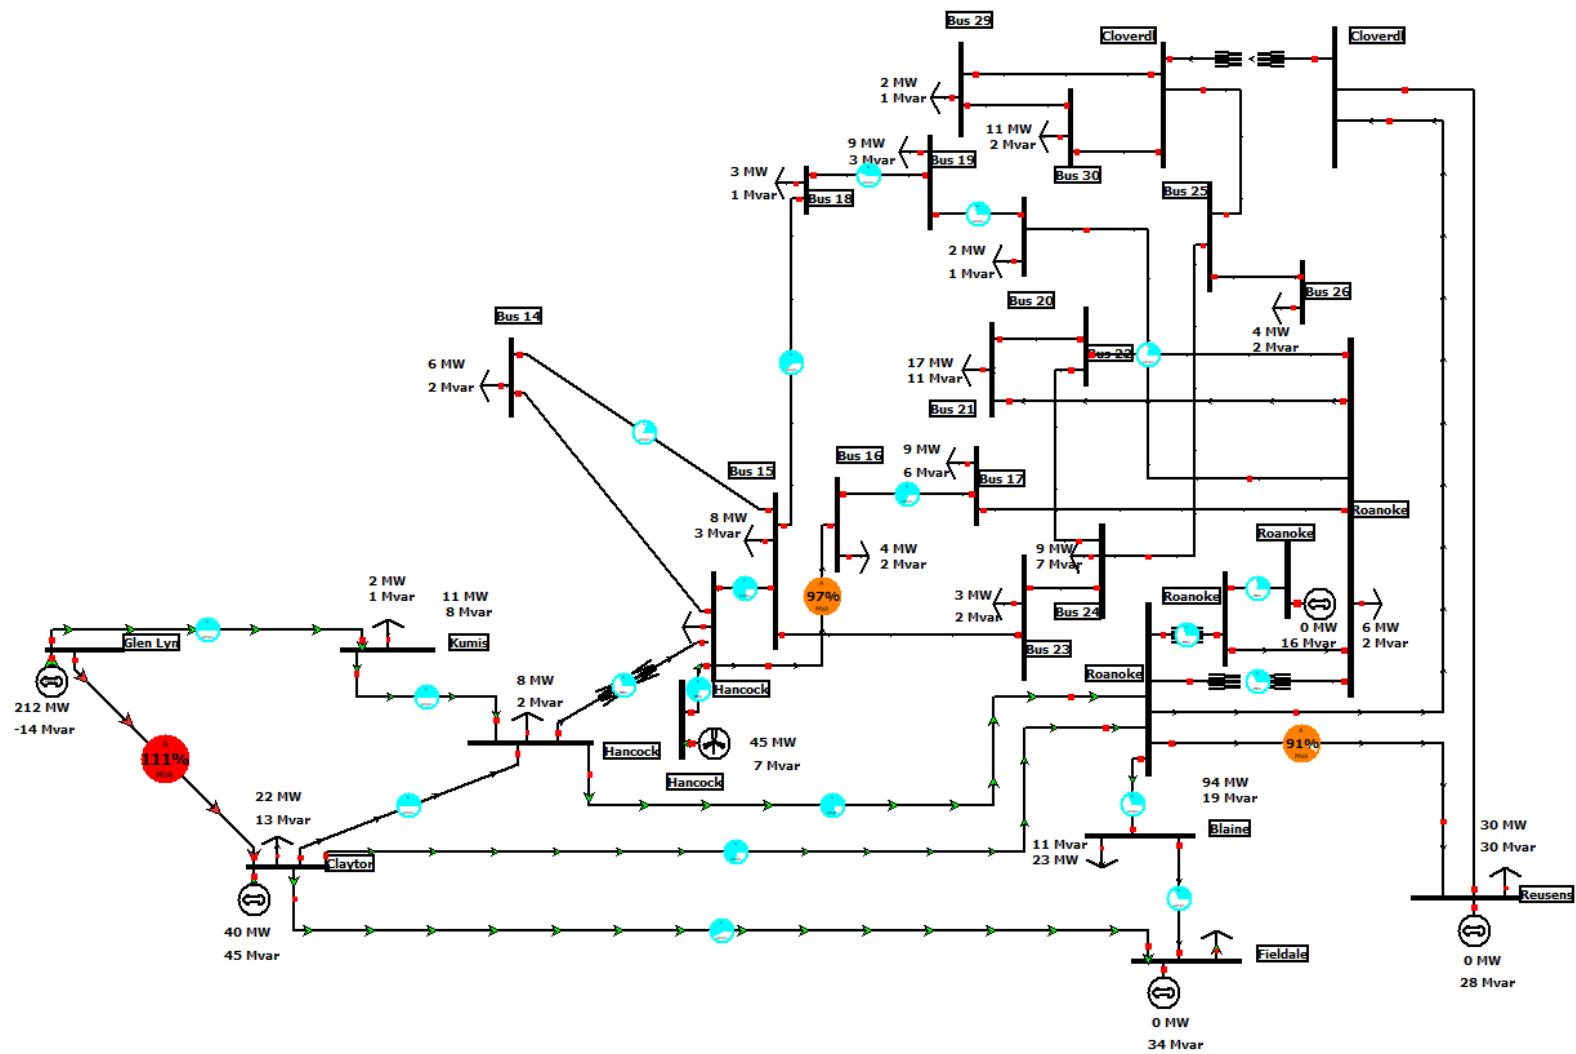 Bus 29
Cloverdl
Cloverdl
2 MW
1 Mvar
11 MW
2 Mvar
9 MW
3 Mvar
Bus 19
Bus 30
3 MW
1 Mvar
Bus 18
Bus 25
2 MW
1 Mvar
Bus 26
Bus 20
Bus 14
4 MW
2 Mvar
Bus 22
6 MW
2 Mvar
17 MW
11 Mvar
Bus 21
Bus 15
Bus 16
9 MW
6 Mvar
Bus 17
Roanoke
8 MW
3 Mvar
Roanoke
4 MW
2 Mvar
9 MW
7 Mvar
A
97%
MVA
3 MW
2 Mvar
Bus 24
Roanoke
0 MW
16 Mvar
6 MW
2 Mvar
2 MW
1 Mvar
11 MW
8 Mvar
Glen Lyn
Kumis
Bus 23
Roanoke
8 MW
2 Mvar
Hancock
212 MW
-14 Mvar
A
111%
MVA
Hancock
45 MW
7 Mvar
Hancock
A
91%
MVA
22 MW
13 Mvar
94 MW
19 Mvar
Blaine
11 Mvar
23 MW
30 MW
30 Mvar
Claytor
Reusens
40 MW
45 Mvar
Fieldale
0 MW
28 Mvar
0 MW
34 Mvar